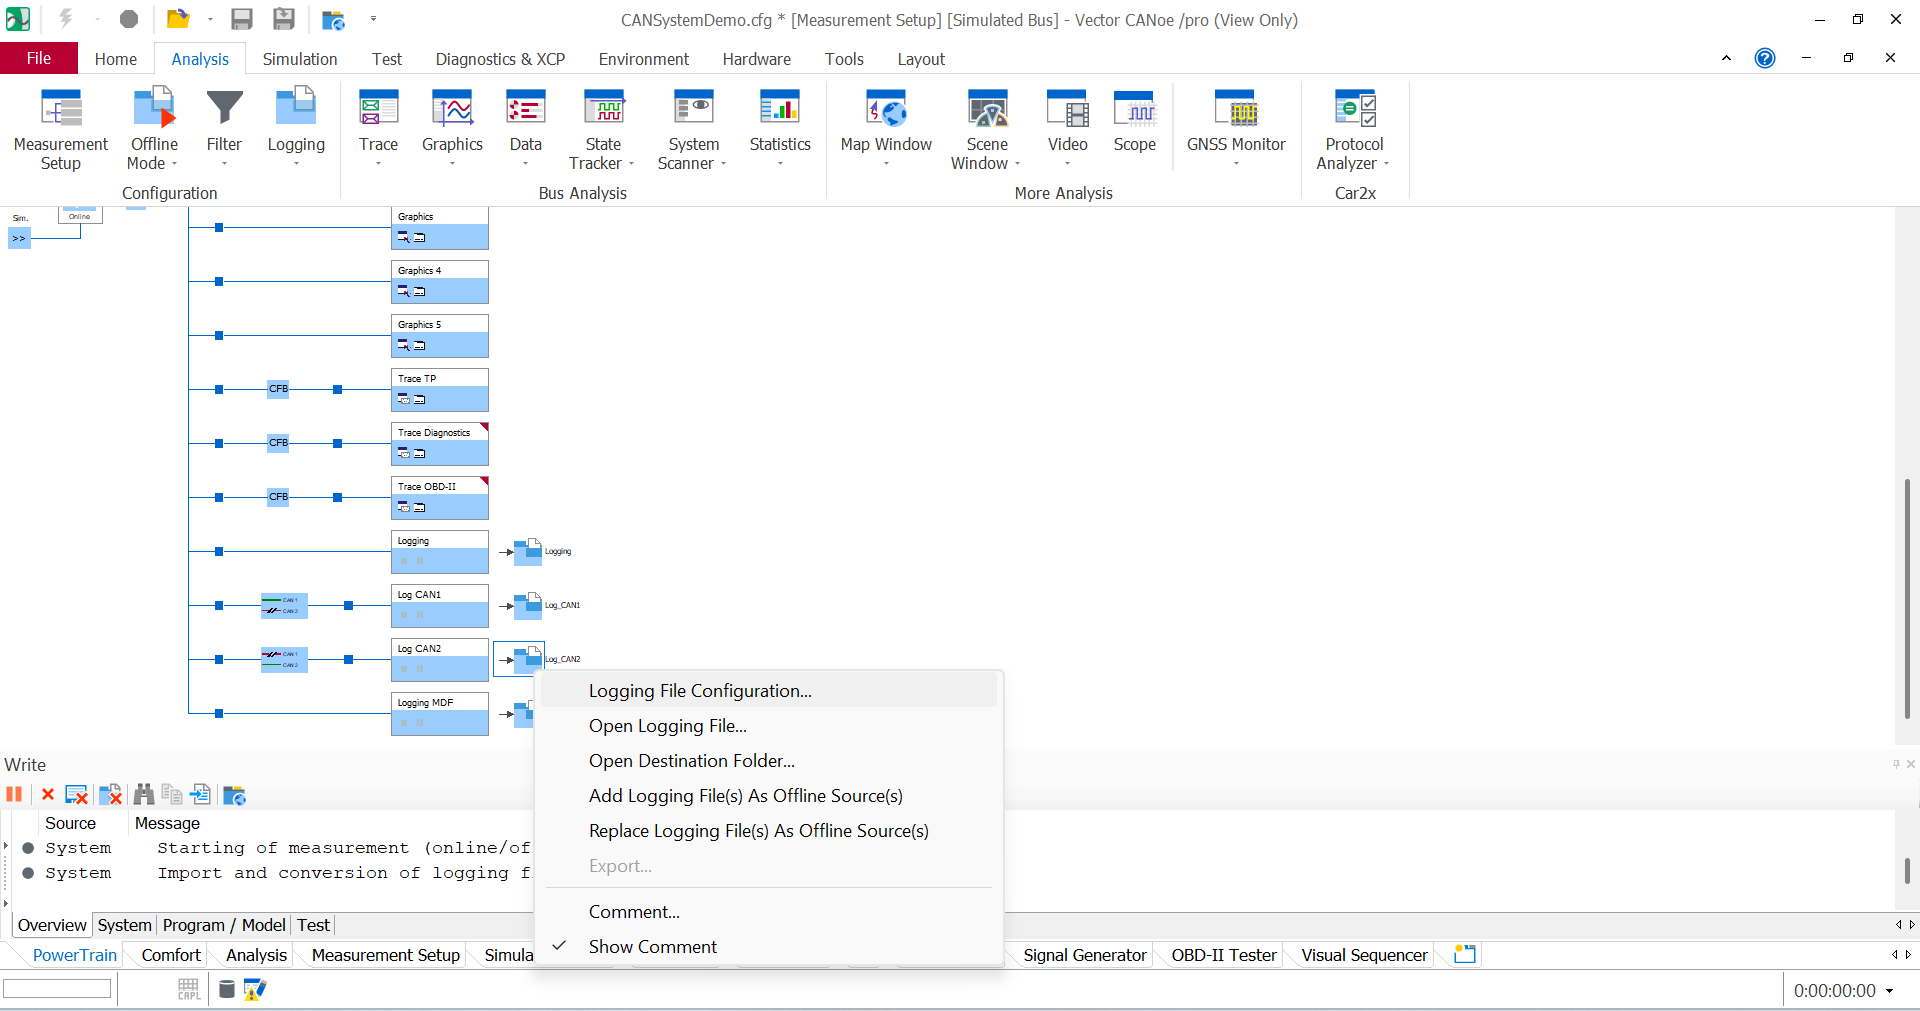 CANSystemDemo.cfg * [Measurement Setup] [Simulated Bus] - Vector CANoe /pro (View Only)
File Home Analysis Simulation Test Diagnostics & XCP Environment Hardware Tools Layout
Measurement Setup
Offline Mode
Filter
Logging
Trace
Graphics
Data
State Tracker
System Scanner
Statistics
Map Window
Scene Window
Video
Scope
GNSS Monitor
Protocol Analyzer
Configuration
Bus Analysis
More Analysis
Car2x
Sim.
>>
Online
Graphics
Graphics 4
Graphics 5
CFB
Trace TP
CFB
Trace Diagnostics
CFB
Trace OBD-II
Logging
Logging
CAN 1
CAN 2
Log CAN1
Log_CAN1
CAN 1
CAN 2
Log CAN2
Log_CAN2
Logging MDF
Logging File Configuration...
Open Logging File...
Open Destination Folder...
Add Logging File(s) As Offline Source(s)
Replace Logging File(s) As Offline Source(s)
Export...
Comment...
Show Comment
Write
Source Message
System Starting of measurement (online/of
System Import and conversion of logging f
Overview System Program / Model Test
PowerTrain Comfort Analysis Measurement Setup Simula Signal Generator OBD-II Tester Visual Sequencer
CAPL
0:00:00:00